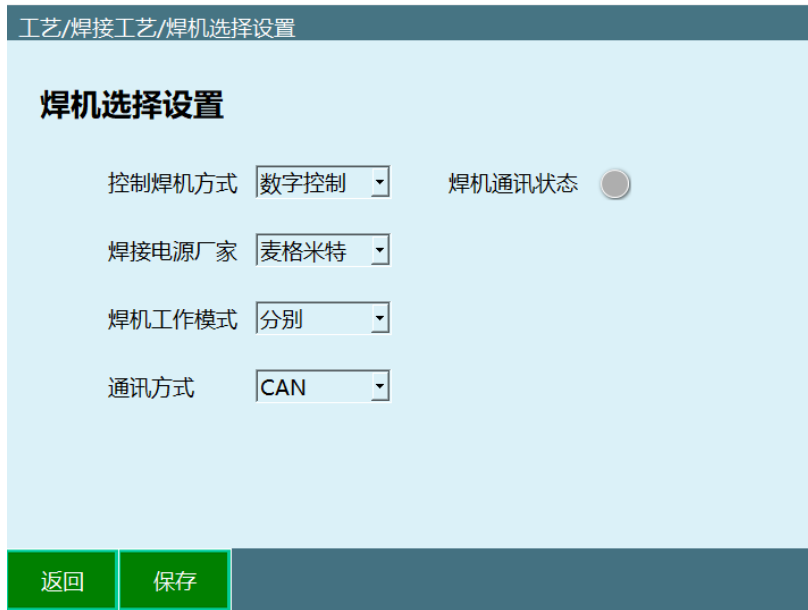 工艺/焊接工艺/焊机选择设置
焊机选择设置
控制焊机方式 数字控制 焊机通讯状态
焊接电源厂家 麦格米特
焊机工作模式 分别
通讯方式 CAN
返回 保存